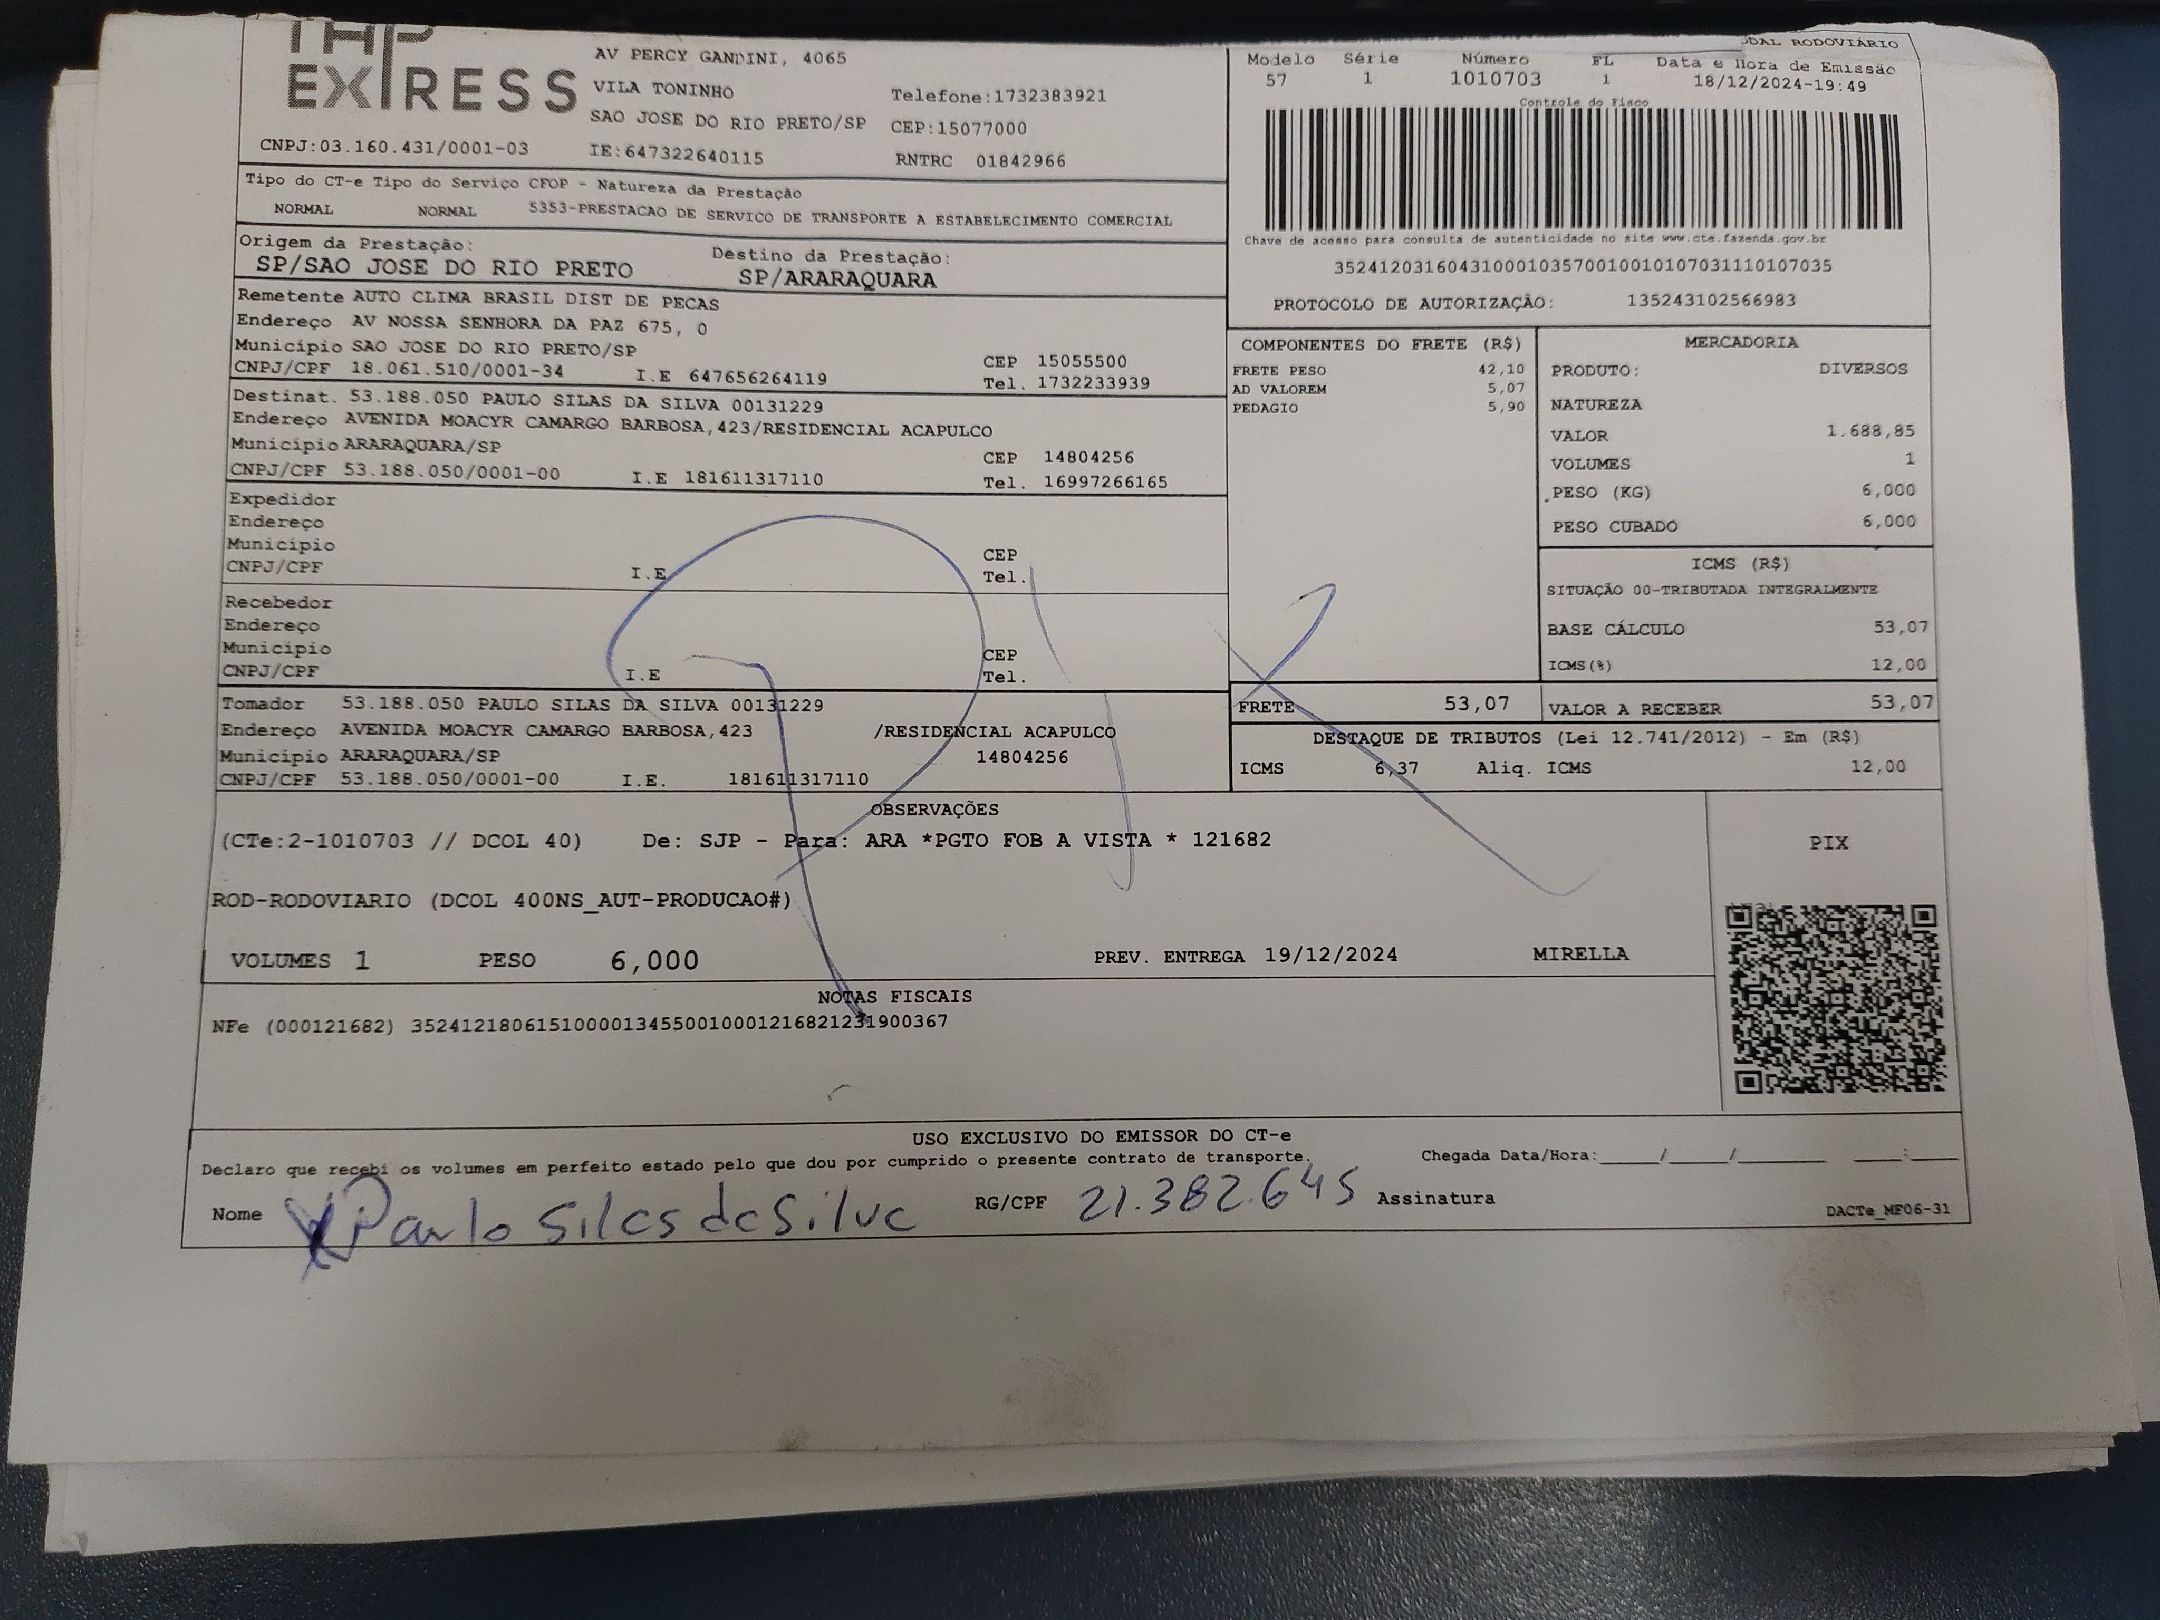 EXPRESS
AV PERCY GANDINI, 4065
VILA TONINHO
Telefone:1732383921
SAO JOSE DO RIO PRETO/SP CEP:15077000
CNPJ:03.160.431/0001-03 IE:647322640115 RNTRC 01842966
Tipo do CT-e Tipo do Serviço CFOP - Natureza da Prestação
NORMAL NORMAL 5353-PRESTACAO DE SERVICO DE TRANSPORTE A ESTABELECIMENTO COMERCIAL
Origem da Prestação: Destino da Prestação:
SP/SAO JOSE DO RIO PRETO SP/ARARAQUARA
Remetente AUTO CLIMA BRASIL DIST DE PECAS
Endereço AV NOSSA SENHORA DA PAZ 675, 0
Município SAO JOSE DO RIO PRETO/SP CEP 15055500
CNPJ/CPF 18.061.510/0001-34 I.E 647656264119 Tel. 1732233939
Destinat. 53.188.050 PAULO SILAS DA SILVA 00131229
Endereço AVENIDA MOACYR CAMARGO BARBOSA,423/RESIDENCIAL ACAPULCO
Município ARARAQUARA/SP CEP 14804256
CNPJ/CPF 53.188.050/0001-00 I.E 181611317110 Tel. 16997266165
Expedidor
Endereço
Município CEP
CNPJ/CPF I.E Tel.
Recebedor
Endereço
Município CEP
CNPJ/CPF I.E Tel.
Tomador 53.188.050 PAULO SILAS DA SILVA 00131229
Endereço AVENIDA MOACYR CAMARGO BARBOSA,423 /RESIDENCIAL ACAPULCO
Município ARARAQUARA/SP 14804256
CNPJ/CPF 53.188.050/0001-00 I.E. 181611317110
RODOVIÁRIO
Modelo Série Número FL Data e Hora de Emissão
57 1 1010703 1 18/12/2024-19:49
Controle do Fisco
Chave de acesso para consulta de autenticidade no site www.cte.fazenda.gov.br
35241203160431000103570010010107031110107035
PROTOCOLO DE AUTORIZAÇÃO: 135243102566983
COMPONENTES DO FRETE (R$)
FRETE PESO 42,10
AD VALOREM 5,07
PEDAGIO 5,90
MERCADORIA
PRODUTO: DIVERSOS
NATUREZA
VALOR 1.688,85
VOLUMES 1
PESO (KG) 6,000
PESO CUBADO 6,000
ICMS (R$)
SITUAÇÃO 00-TRIBUTADA INTEGRALMENTE
BASE CÁLCULO 53,07
ICMS(%) 12,00
FRETE 53,07 VALOR A RECEBER 53,07
DESTAQUE DE TRIBUTOS (Lei 12.741/2012) - Em (R$)
ICMS 6,37 Aliq. ICMS 12,00
OBSERVAÇÕES
(CTe:2-1010703 // DCOL 40) De: SJP - Para: ARA *PGTO FOB A VISTA * 121682
ROD-RODOVIARIO (DCOL 400NS_AUT-PRODUCAO#)
VOLUMES 1 PESO 6,000 PREV. ENTREGA 19/12/2024 MIRELLA
PIX
Pix
NOTAS FISCAIS
NFe (000121682) 35241218061510000134550010001216821231900367
USO EXCLUSIVO DO EMISSOR DO CT-e
Declaro que recebi os volumes em perfeito estado pelo que dou por cumprido o presente contrato de transporte. Chegada Data/Hora:____/____/______ ___:___
Nome Paulo Silas da Silva RG/CPF 21.382.645 Assinatura
DACTe_MF06-31